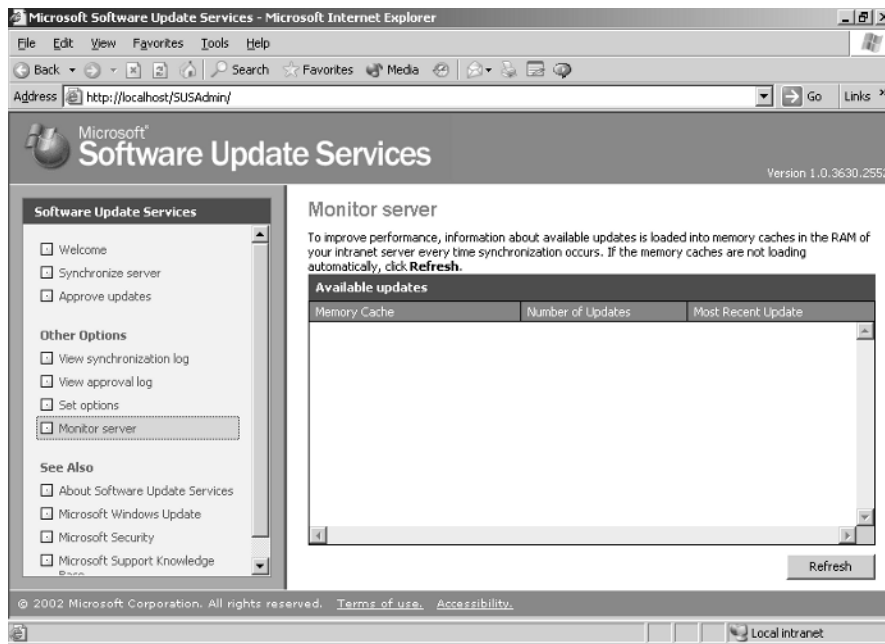 Microsoft Software Update Services - Microsoft Internet Explorer
File Edit View Favorites Tools Help
Back Search Favorites Media
Address http://localhost/SUSAdmin/ Go Links »
Microsoft®
Software Update Services
Version 1.0.3630.2552
Software Update Services
Welcome
Synchronize server
Approve updates
Other Options
View synchronization log
View approval log
Set options
Monitor server
See Also
About Software Update Services
Microsoft Windows Update
Microsoft Security
Microsoft Support Knowledge
Base
Monitor server
To improve performance, information about available updates is loaded into memory caches in the RAM of
your intranet server every time synchronization occurs. If the memory caches are not loading
automatically, click Refresh.
Available updates
Memory Cache Number of Updates Most Recent Update
Refresh
© 2002 Microsoft Corporation. All rights reserved. Terms of use. Accessibility.
Local intranet